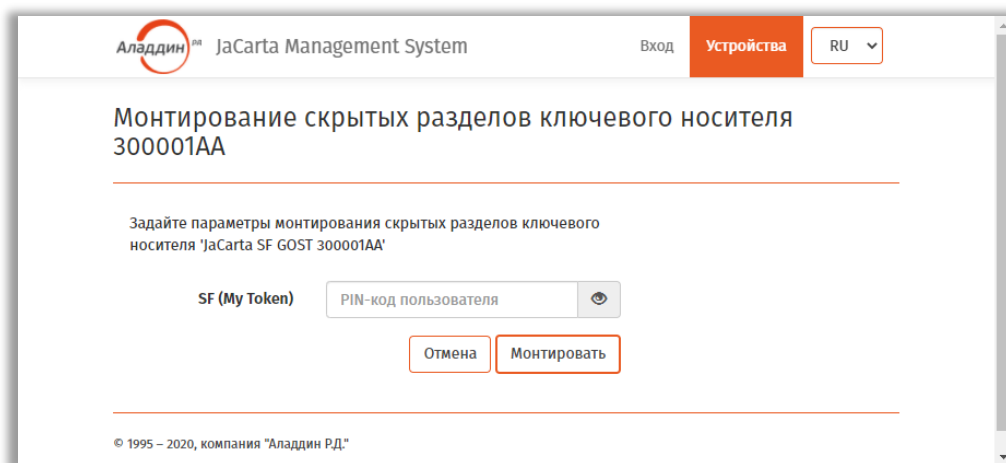 Аладдин РД JaCarta Management System Вход Устройства RU
Монтирование скрытых разделов ключевого носителя
300001AA
Задайте параметры монтирования скрытых разделов ключевого
носителя 'JaCarta SF GOST 300001AA'
SF (My Token) PIN-код пользователя
Отмена Монтировать
© 1995 – 2020, компания "Аладдин Р.Д."